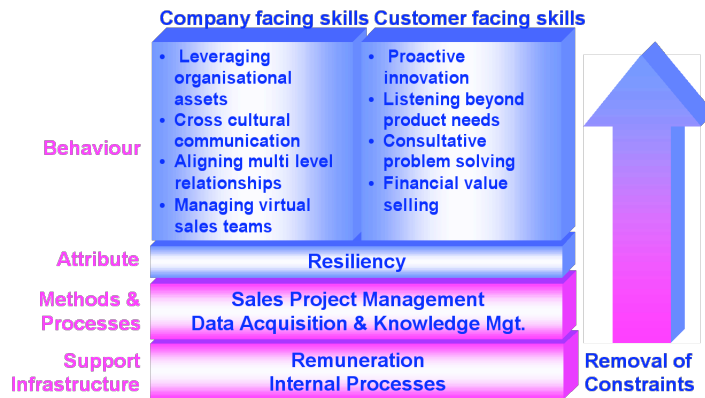 Company facing skills
Customer facing skills
Behaviour
• Leveraging
organisational
assets
• Cross cultural
communication
• Aligning multi level
relationships
• Managing virtual
sales teams
• Proactive
innovation
• Listening beyond
product needs
• Consultative
problem solving
• Financial value
selling
Attribute
Resiliency
Methods &
Processes
Sales Project Management
Data Acquisition & Knowledge Mgt.
Support
Infrastructure
Remuneration
Internal Processes
Removal of
Constraints